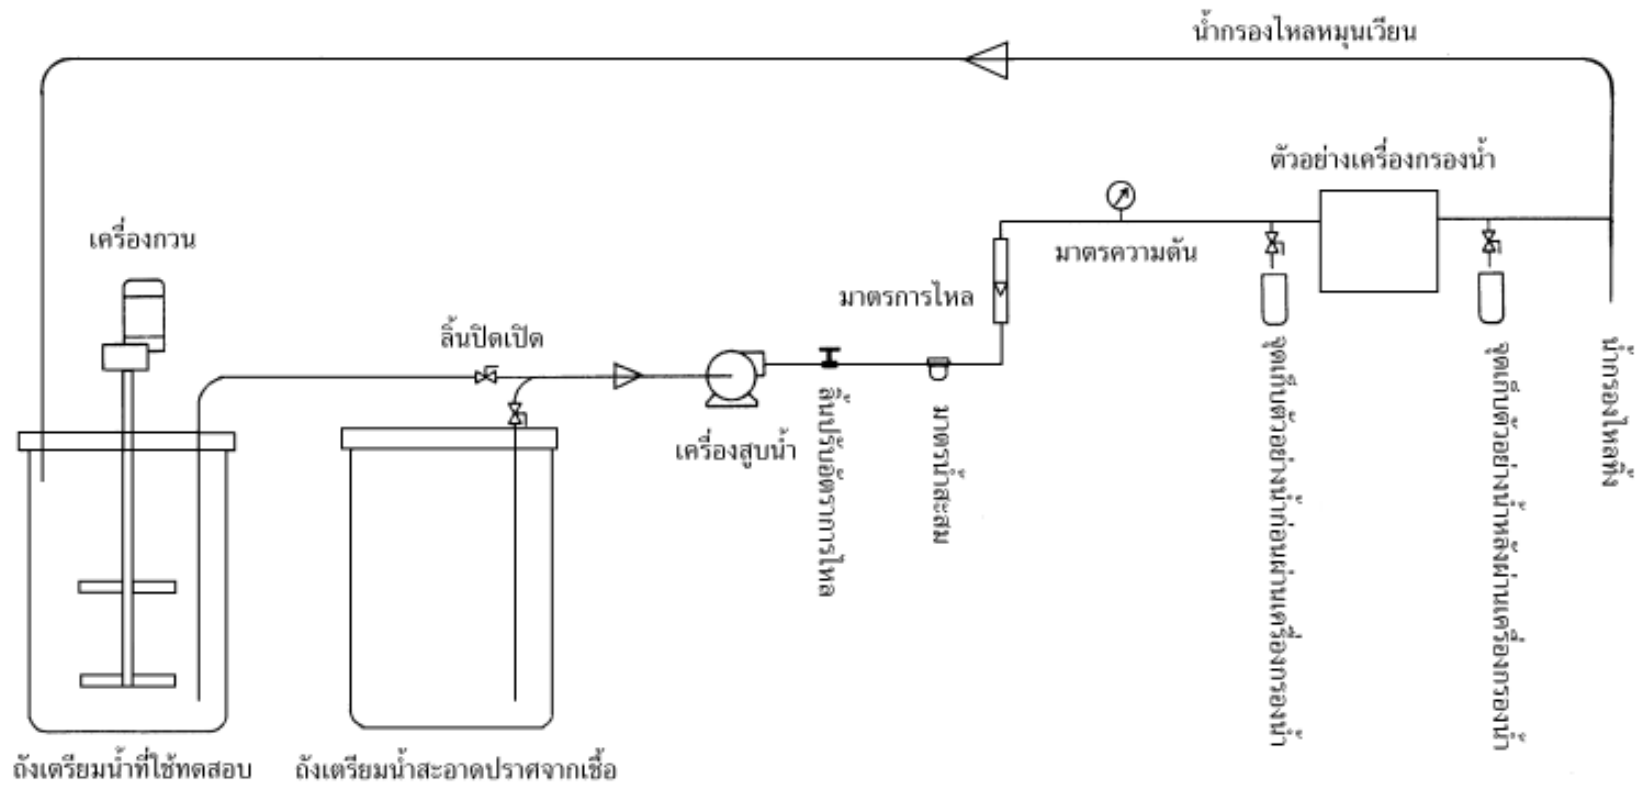 น้ำกรองไหลหมุนเวียน
ตัวอย่างเครื่องกรองน้ำ
เครื่องกวน
มาตรความดัน
มาตรการไหล
ลิ้นปิดเปิด
เครื่องสูบน้ำ
ลิ้นปรับอัตราการไหล
มาตรน้ำสะสม
จุดเก็บตัวอย่างน้ำก่อนผ่านเครื่องกรองน้ำ
จุดเก็บตัวอย่างน้ำหลังผ่านเครื่องกรองน้ำ
น้ำกรองไหลทิ้ง
ถังเตรียมน้ำที่ใช้ทดสอบ
ถังเตรียมน้ำสะอาดปราศจากเชื้อ